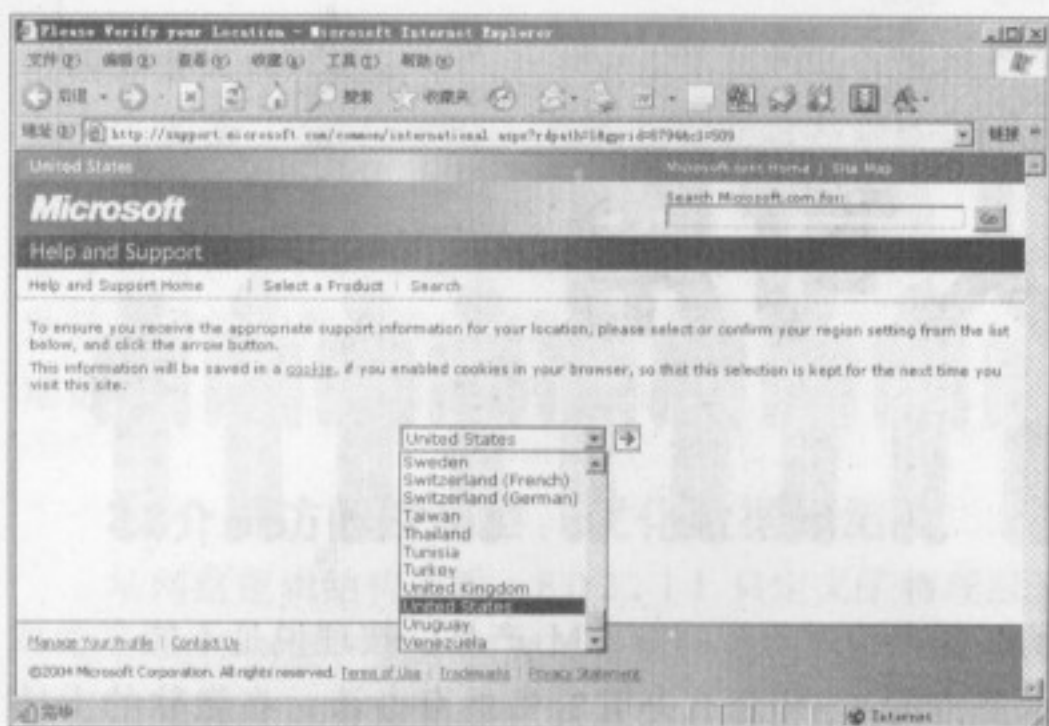 Please Verify your Location - Microsoft Internet Explorer
文件(F) 编辑(E) 查看(V) 收藏(A) 工具(T) 帮助(H)
后退 搜索 收藏夹
地址(D) http://support.microsoft.com/common/international.aspx?rdpath=1&gprid=6794&c1=509 链接
United States Microsoft.com Home | Site Map
Microsoft Search Microsoft.com for:
Go
Help and Support
Help and Support Home | Select a Product | Search
To ensure you receive the appropriate support information for your location, please select or confirm your region setting from the list
below, and click the arrow button.
This information will be saved in a cookie, if you enabled cookies in your browser, so that this selection is kept for the next time you
visit this site.
United States
Sweden
Switzerland (French)
Switzerland (German)
Taiwan
Thailand
Tunisia
Turkey
United Kingdom
United States
Uruguay
Venezuela
Manage Your Profile | Contact Us
©2004 Microsoft Corporation. All rights reserved. Terms of Use | Trademarks | Privacy Statement
完毕 Internet